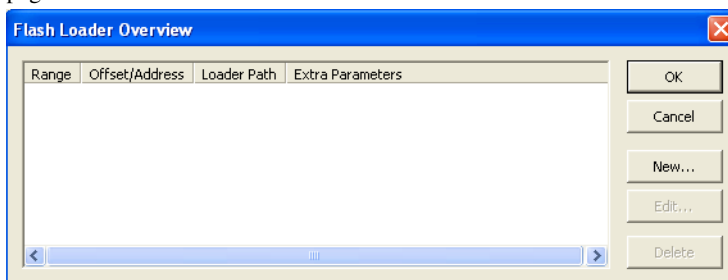 Flash Loader Overview
Range Offset/Address Loader Path Extra Parameters
OK
Cancel
New...
Edit...
Delete